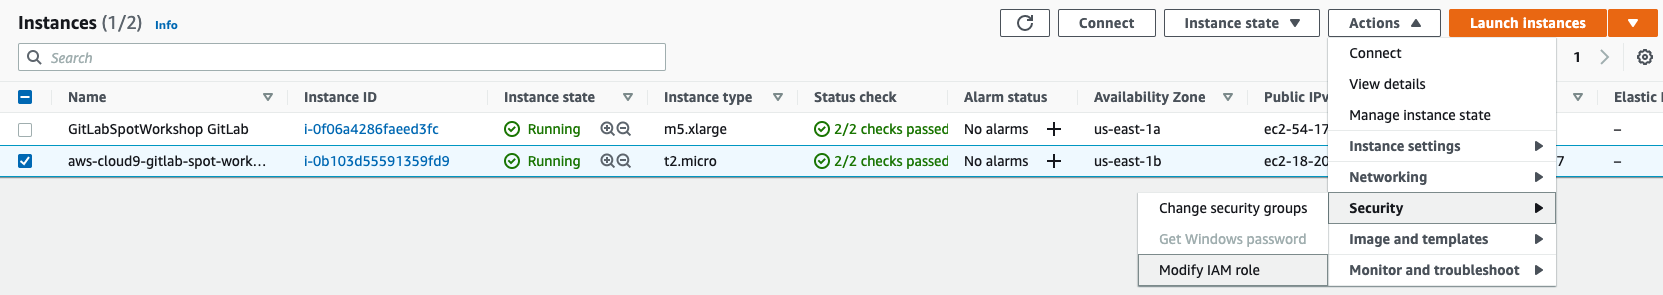 Instances (1/2) Info
Connect Instance state Actions Launch instances
Search
1
Name Instance ID Instance state Instance type Status check Alarm status Availability Zone Public IPv Elastic
GitLabSpotWorkshop GitLab i-0f06a4286faeed3fc Running m5.xlarge 2/2 checks passed No alarms + us-east-1a ec2-54-17 –
aws-cloud9-gitlab-spot-work... i-0b103d55591359fd9 Running t2.micro 2/2 checks passed No alarms + us-east-1b ec2-18-20 7 –
Connect
View details
Manage instance state
Instance settings
Networking
Security
Image and templates
Monitor and troubleshoot
Change security groups
Get Windows password
Modify IAM role